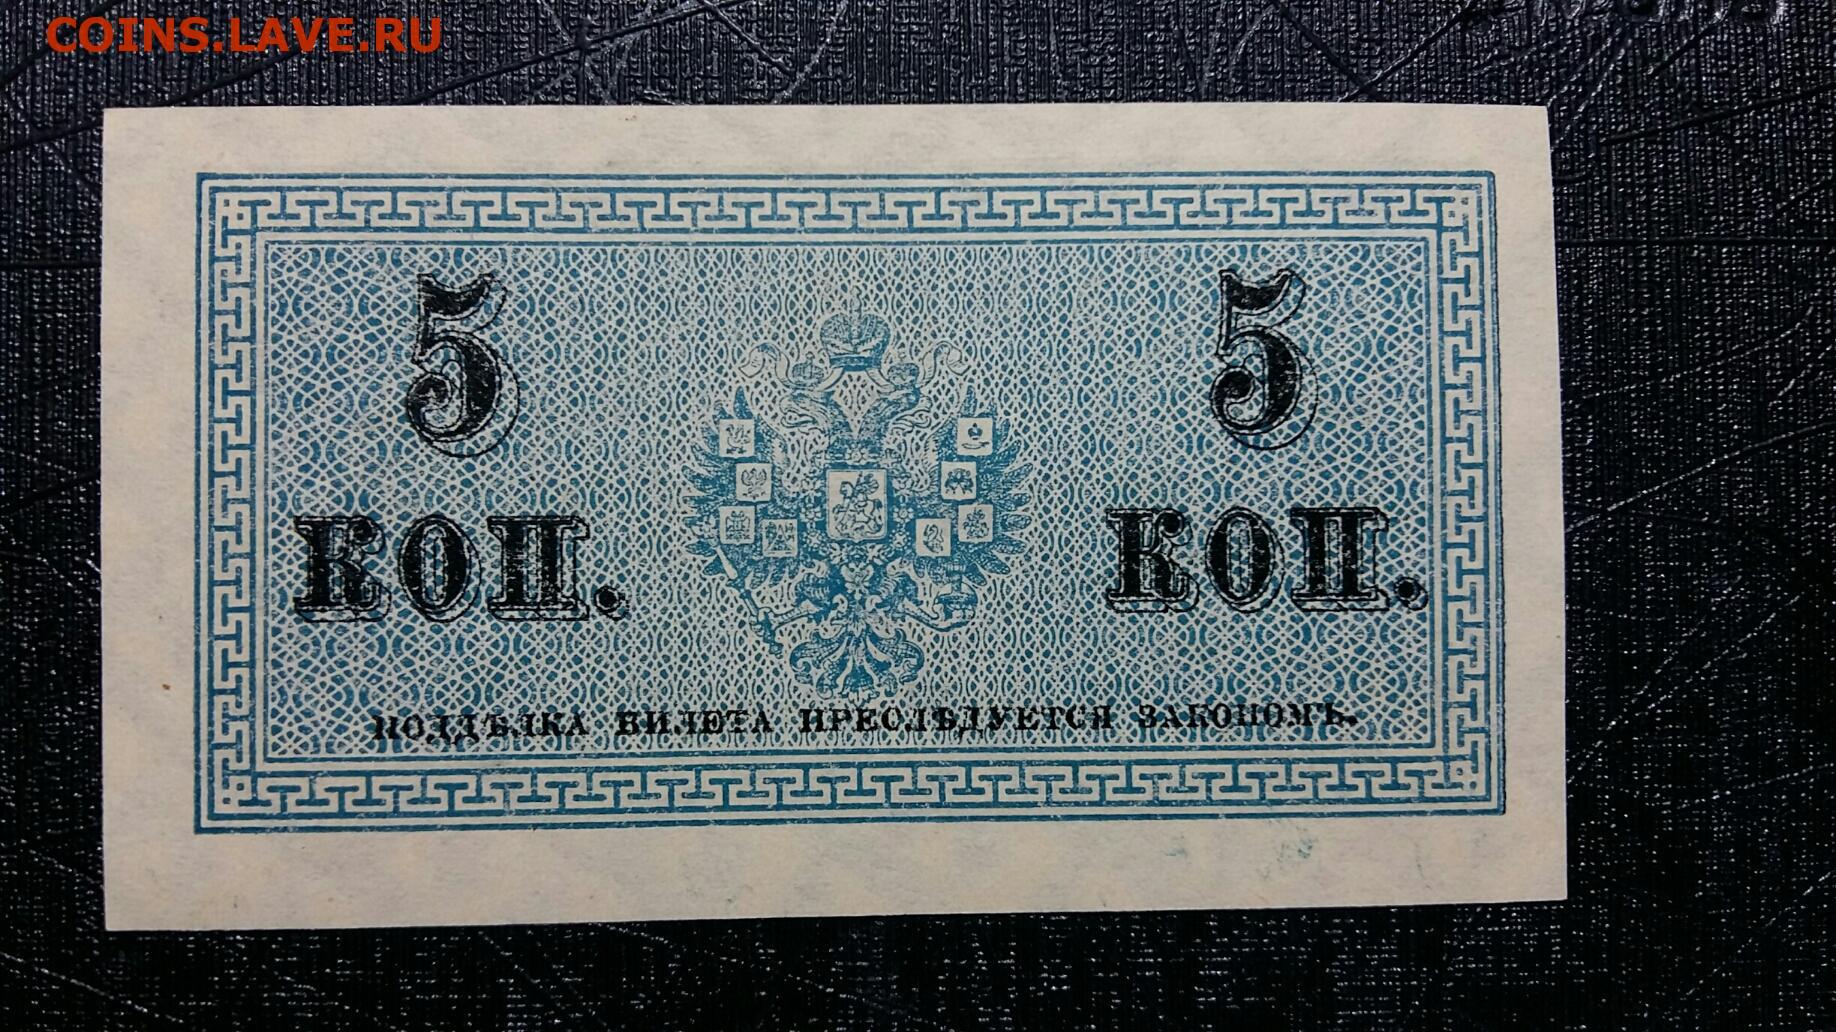 COINS.LAVE.RU
5 5
КОП. КОП.
ПОДДѢЛКА БИЛЕТА ПРЕСЛѢДУЕТСЯ ЗАКОНОМЪ.